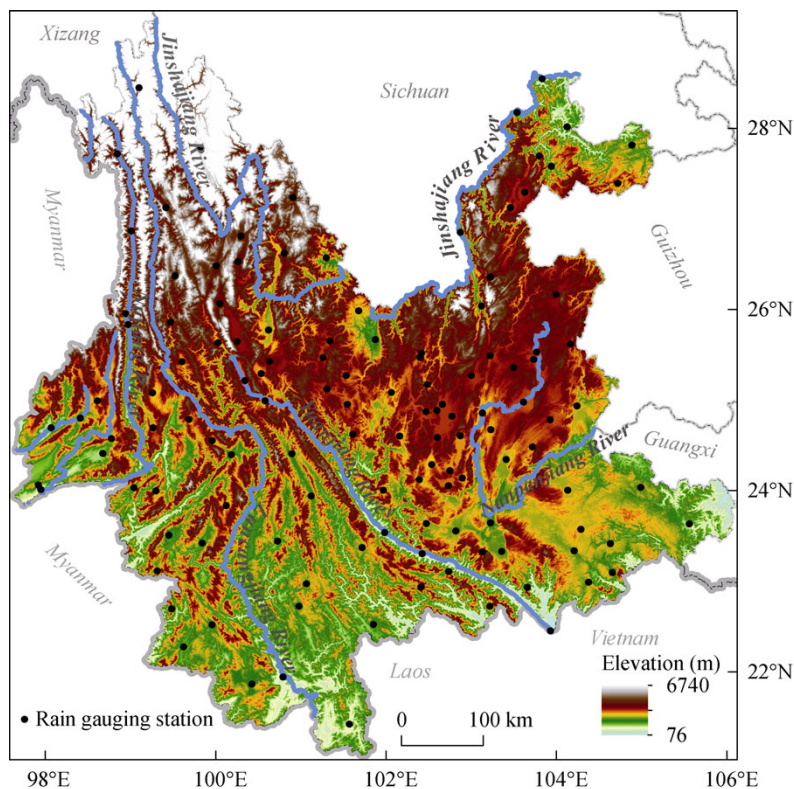 Xizang
Jinshajiang River
Sichuan
28°N
Jinshajiang River
Myanmar
Guizhou
26°N
Guangxi
Nanpanjiang River
24°N
Myanmar
River
Vietnam
Laos
22°N
Elevation (m)
6740
76
Rain gauging station
0 100 km
98°E 100°E 102°E 104°E 106°E